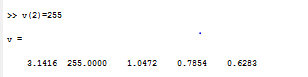 >> v(2)=255
v =
3.1416 255.0000 1.0472 0.7854 0.6283